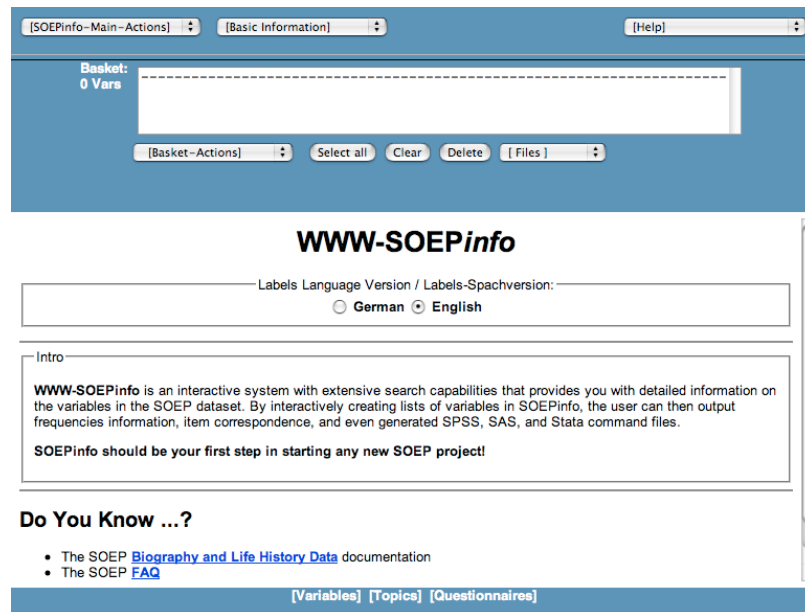 [SOEPinfo-Main-Actions] [Basic Information] [Help]
Basket:
0 Vars
[Basket-Actions] Select all Clear Delete [ Files ]
WWW-SOEPinfo
Labels Language Version / Labels-Spachversion:
German English
Intro
WWW-SOEPinfo is an interactive system with extensive search capabilities that provides you with detailed information on
the variables in the SOEP dataset. By interactively creating lists of variables in SOEPinfo, the user can then output
frequencies information, item correspondence, and even generated SPSS, SAS, and Stata command files.
SOEPinfo should be your first step in starting any new SOEP project!
Do You Know ...?
• The SOEP Biography and Life History Data documentation
• The SOEP FAQ
[Variables] [Topics] [Questionnaires]